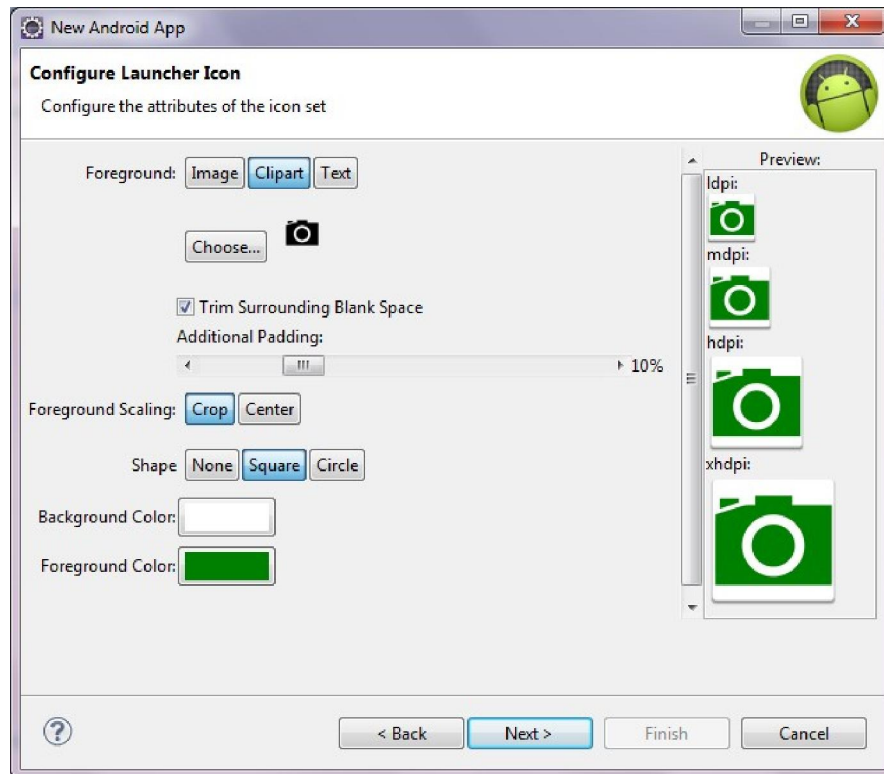 New Android App
Configure Launcher Icon
Configure the attributes of the icon set
Foreground: Image Clipart Text
Choose...
Trim Surrounding Blank Space
Additional Padding:
10%
Foreground Scaling: Crop Center
Shape None Square Circle
Background Color:
Foreground Color:
Preview:
ldpi:
mdpi:
hdpi:
xhdpi:
? < Back Next > Finish Cancel